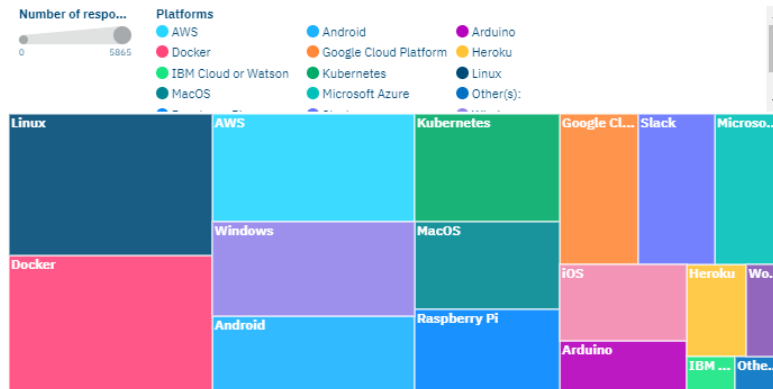 Number of respo... Platforms
AWS Android Arduino
Docker Google Cloud Platform Heroku
0 5865
IBM Cloud or Watson Kubernetes Linux
MacOS Microsoft Azure Other(s):
Linux AWS Kubernetes Google Cl... Slack Microso...
Windows MacOS
Docker iOS Heroku Wo...
Android Raspberry Pi
Arduino
IBM ... Othe...